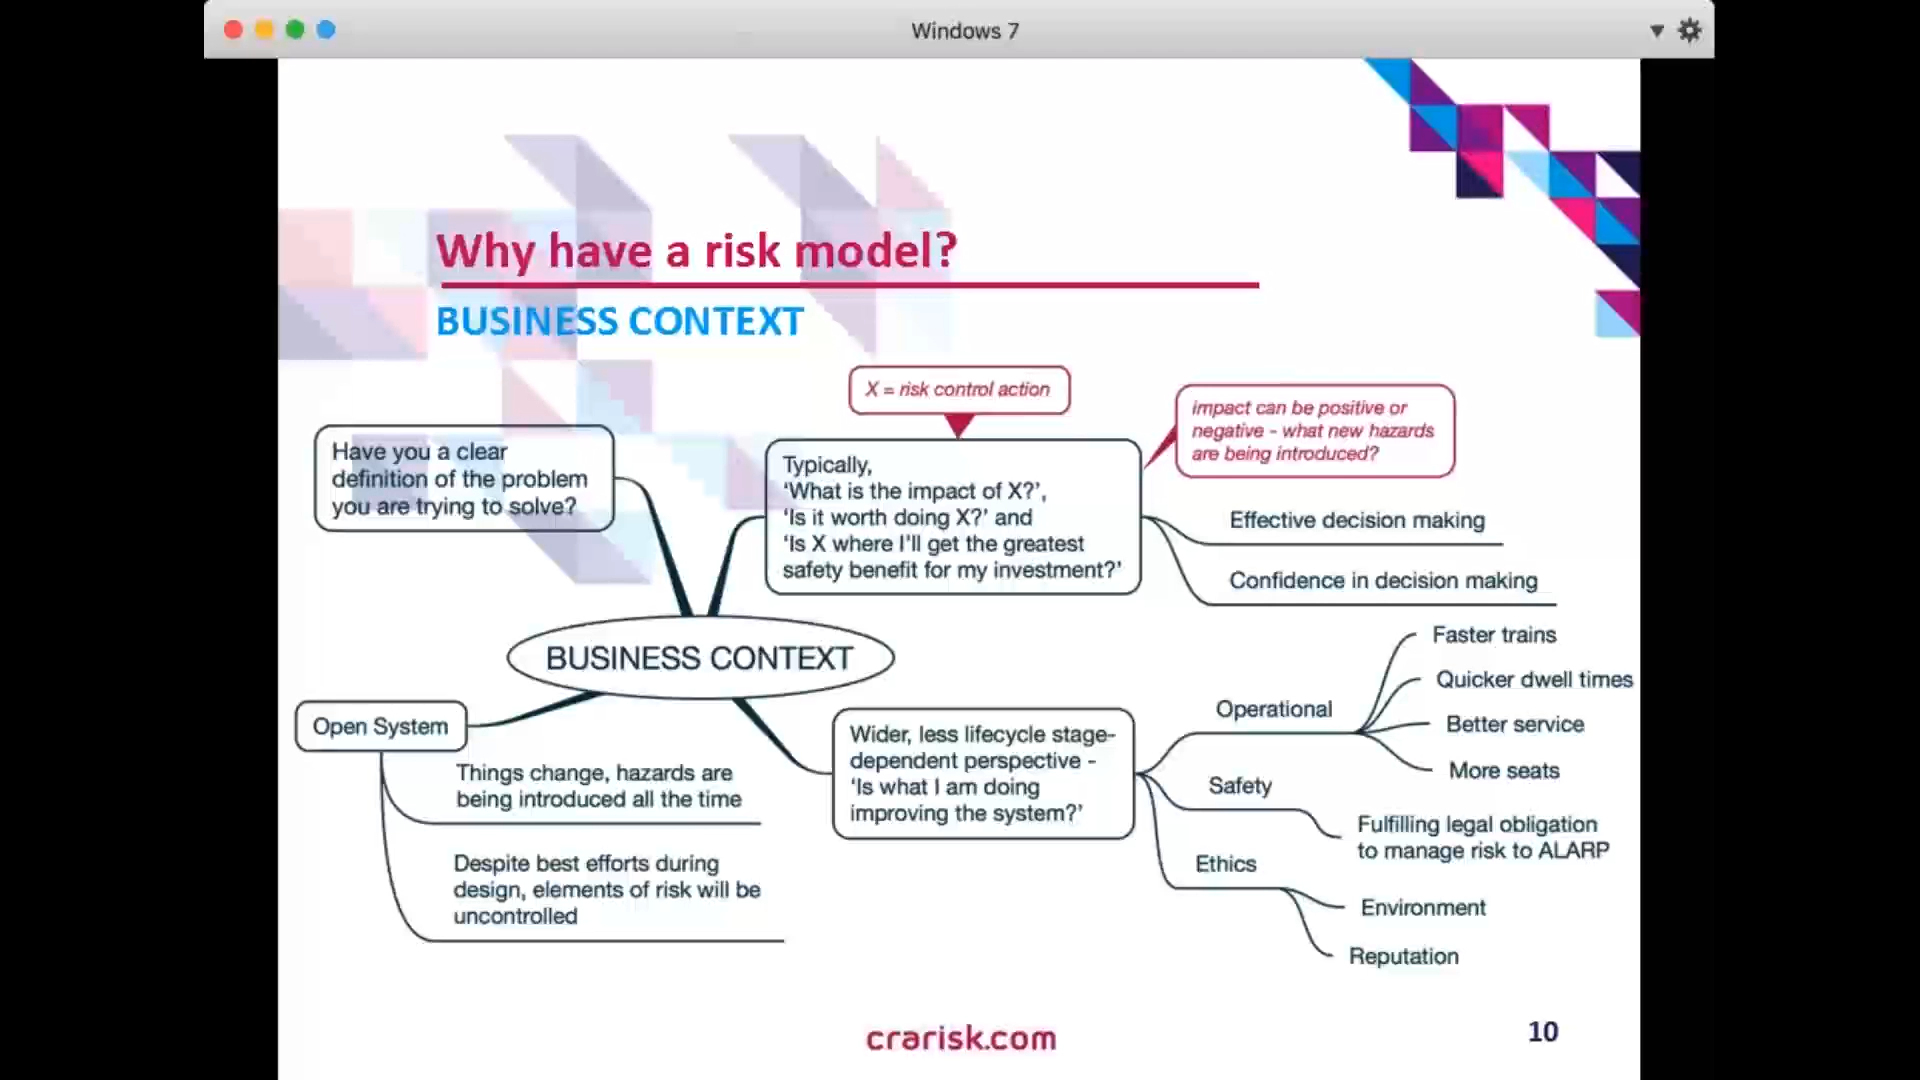 Windows 7
Why have a risk model?
BUSINESS CONTEXT
X = risk control action
impact can be positive or
negative - what new hazards
are being introduced?
Have you a clear
definition of the problem
you are trying to solve?
Typically,
‘What is the impact of X?’,
‘Is it worth doing X?’ and
‘Is X where I’ll get the greatest
safety benefit for my investment?’
Effective decision making
Confidence in decision making
BUSINESS CONTEXT
Open System
Things change, hazards are
being introduced all the time
Despite best efforts during
design, elements of risk will be
uncontrolled
Wider, less lifecycle stage-
dependent perspective -
‘Is what I am doing
improving the system?’
Operational
Faster trains
Quicker dwell times
Better service
More seats
Safety
Fulfilling legal obligation
to manage risk to ALARP
Ethics
Environment
Reputation
crarisk.com
10